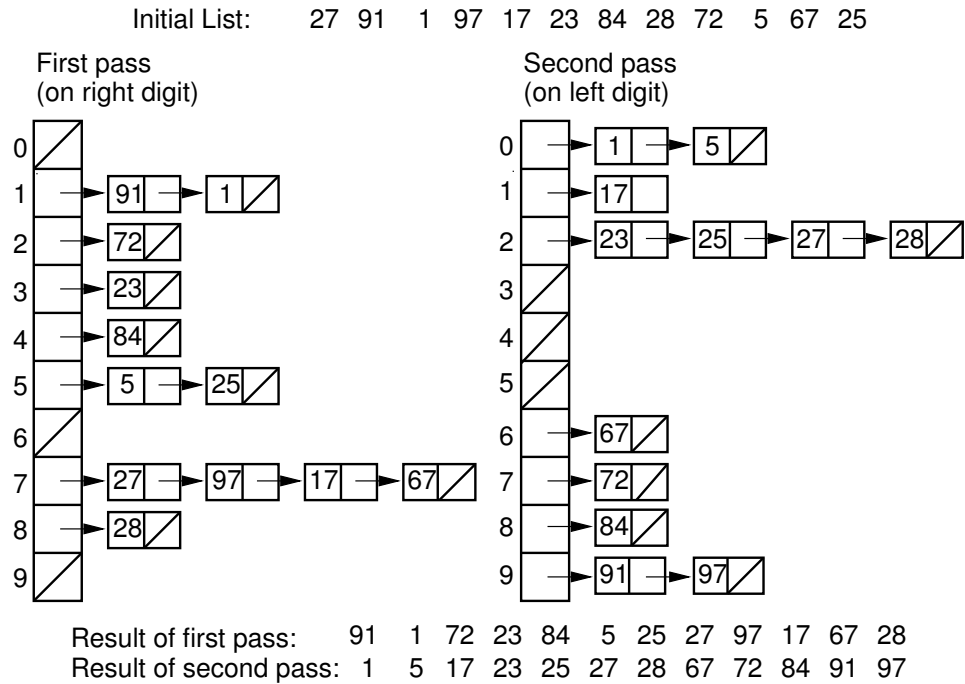 Initial List: 27 91 1 97 17 23 84 28 72 5 67 25
First pass
(on right digit)
0
1 91 1
2 72
3 23
4 84
5 5 25
6
7 27 97 17 67
8 28
9
Second pass
(on left digit)
0 1 5
1 17
2 23 25 27 28
3
4
5
6 67
7 72
8 84
9 91 97
Result of first pass: 91 1 72 23 84 5 25 27 97 17 67 28
Result of second pass: 1 5 17 23 25 27 28 67 72 84 91 97